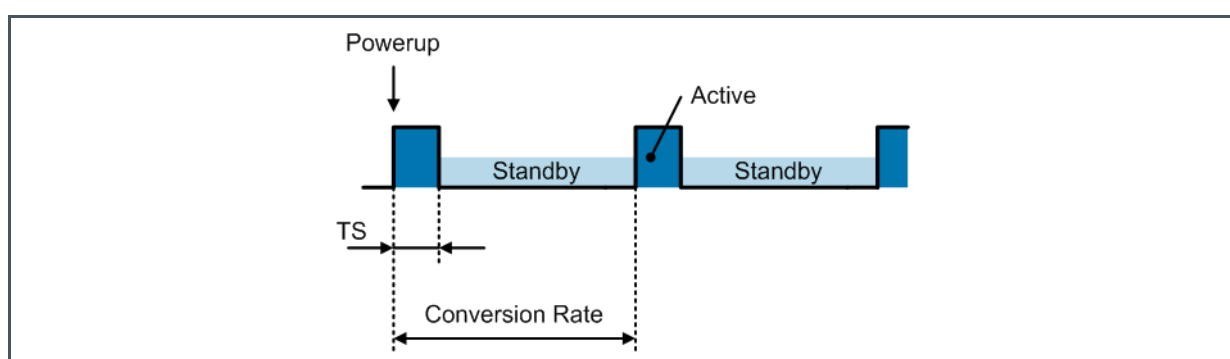 Powerup
Active
Standby
Standby
TS
Conversion Rate